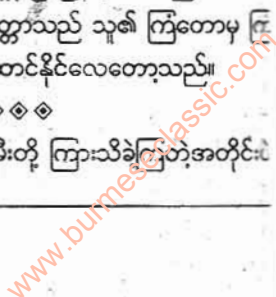 တ္တာသည် သူ၏ ကြံတောမှ
တင်နိုင်လေတော့သည်။
◈ ◈
ီးတို့ ကြားသိခဲ့ကြတဲ့အတိုင်း
www.burmeseclassic.com